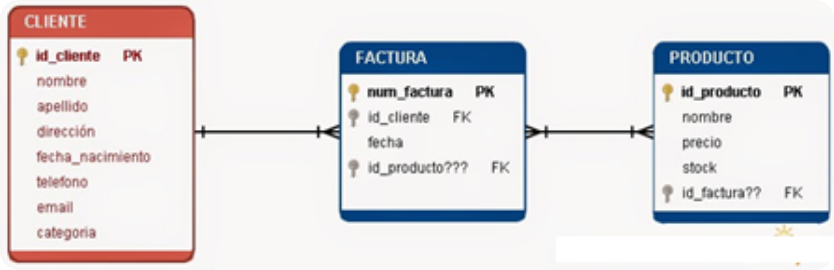 CLIENTE
id_cliente PK
nombre
apellido
dirección
fecha_nacimiento
telefono
email
categoria
FACTURA
num_factura PK
id_cliente FK
fecha
id_producto??? FK
PRODUCTO
id_producto PK
nombre
precio
stock
id_factura?? FK